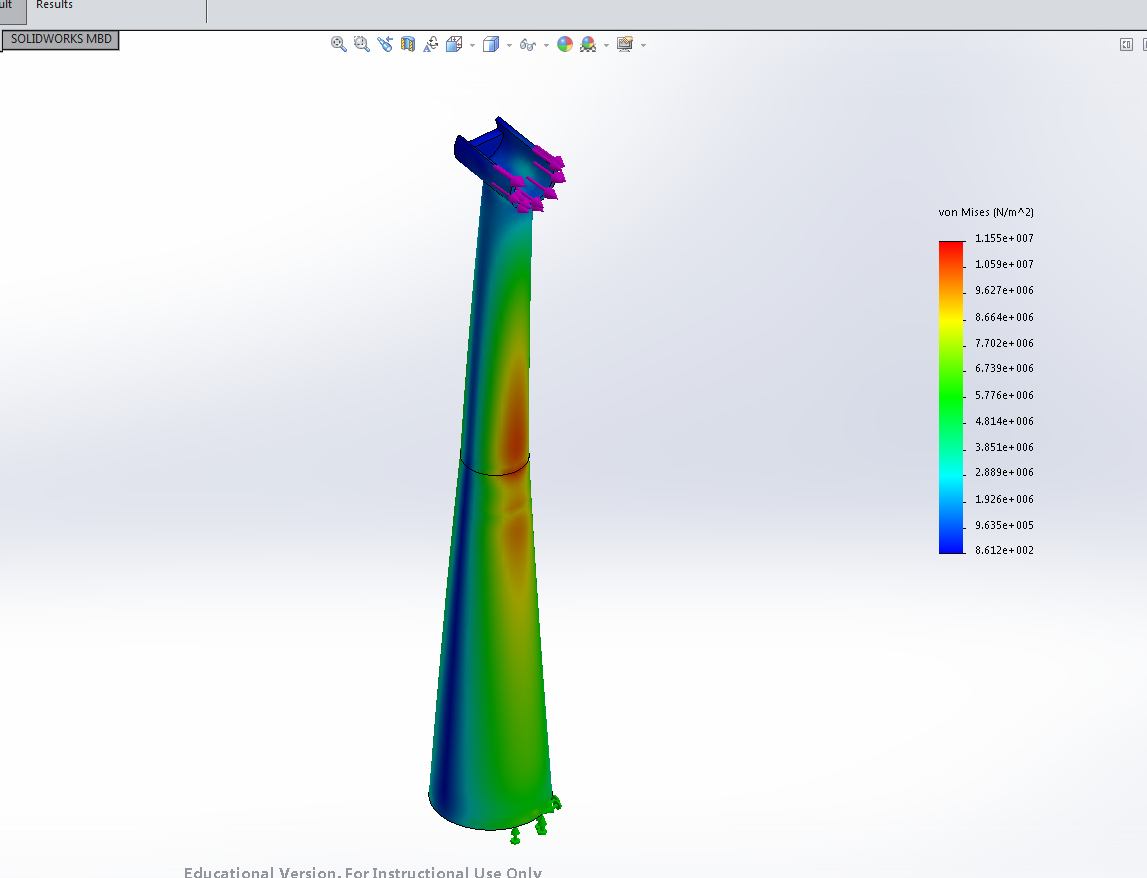 ult Results
SOLIDWORKS MBD
von Mises (N/m^2)
1.155e+007
1.059e+007
9.627e+006
8.664e+006
7.702e+006
6.739e+006
5.776e+006
4.814e+006
3.851e+006
2.889e+006
1.926e+006
9.635e+005
8.612e+002
Educational Version. For Instructional Use Only